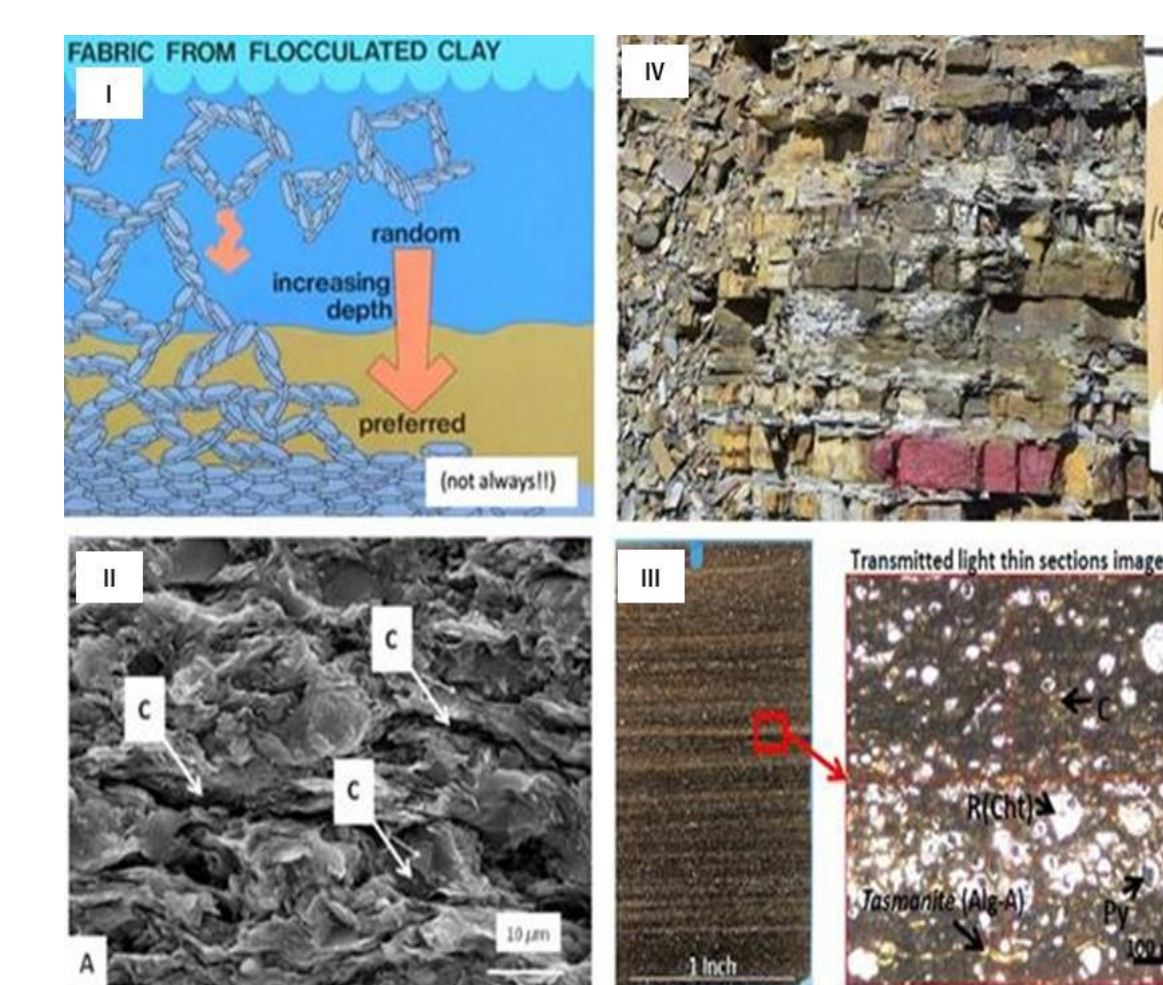 FABRIC FROM FLOCCULATED CLAY
I
random
increasing
depth
preferred
(not always!!)
IV
II
C
C
C
10 µm
A
III
1 Inch
Transmitted light thin sections image
C
R(Cht)
Tasmanite (Alg-A)
Py
100